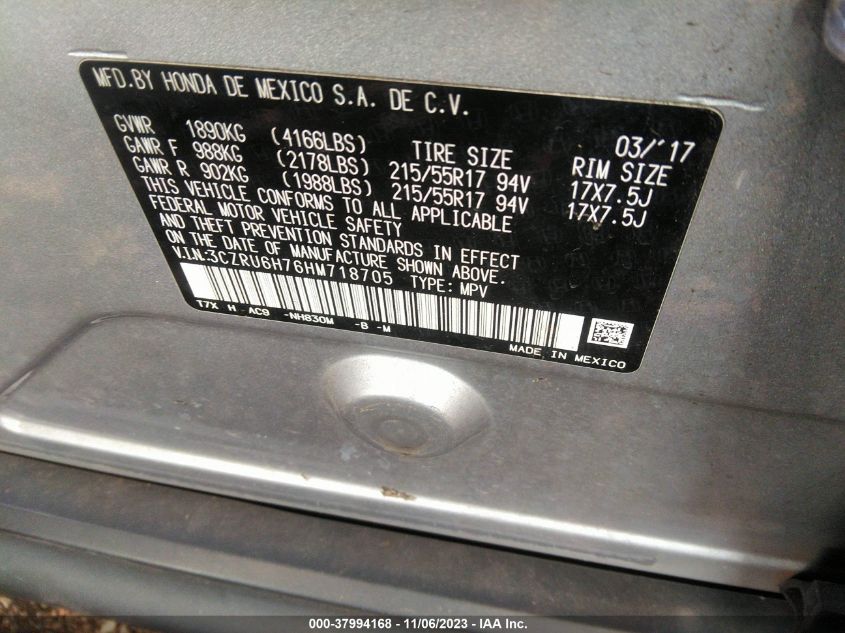 MFD.BY HONDA DE MEXICO S.A. DE C.V.
03/'17
GVWR 1890KG (4166LBS) TIRE SIZE RIM SIZE
GAWR F 988KG (2178LBS) 215/55R17 94V 17X7.5J
GAWR R 902KG (1988LBS) 215/55R17 94V 17X7.5J
THIS VEHICLE CONFORMS TO ALL APPLICABLE
FEDERAL MOTOR VEHICLE SAFETY
AND THEFT PREVENTION STANDARDS IN EFFECT
ON THE DATE OF MANUFACTURE SHOWN ABOVE.
V.I.N.:3CZRU6H76HM718705 TYPE: MPV
T7X H AC9 -NH830M -B -M
MADE IN MEXICO
000-37994168 - 11/06/2023 - IAA Inc.